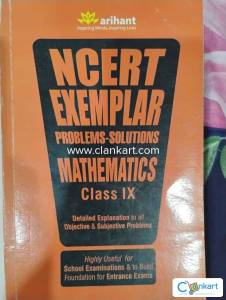 arihant
Inspiring Minds, Inspiring Lives
NCERT
EXEMPLAR
PROBLEMS-SOLUTIONS
www.clankart.com
MATHEMATICS
Class IX
Detailed Explanation to all
Objective & Subjective Problems
Highly Useful for
School Examinations & to Build
Foundation for Entrance Exams
Clankart